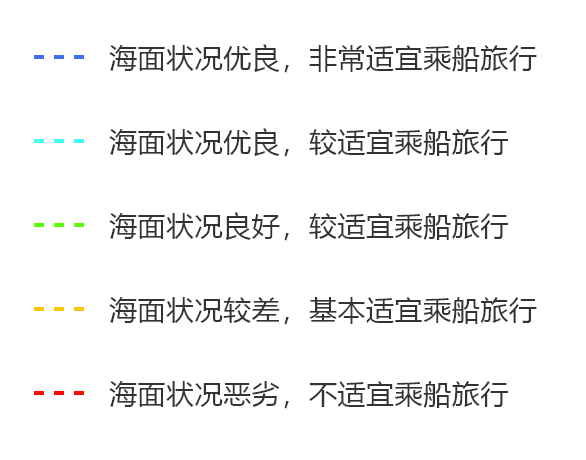 海面状况优良，非常适宜乘船旅行
海面状况优良，较适宜乘船旅行
海面状况良好，较适宜乘船旅行
海面状况较差，基本适宜乘船旅行
海面状况恶劣，不适宜乘船旅行